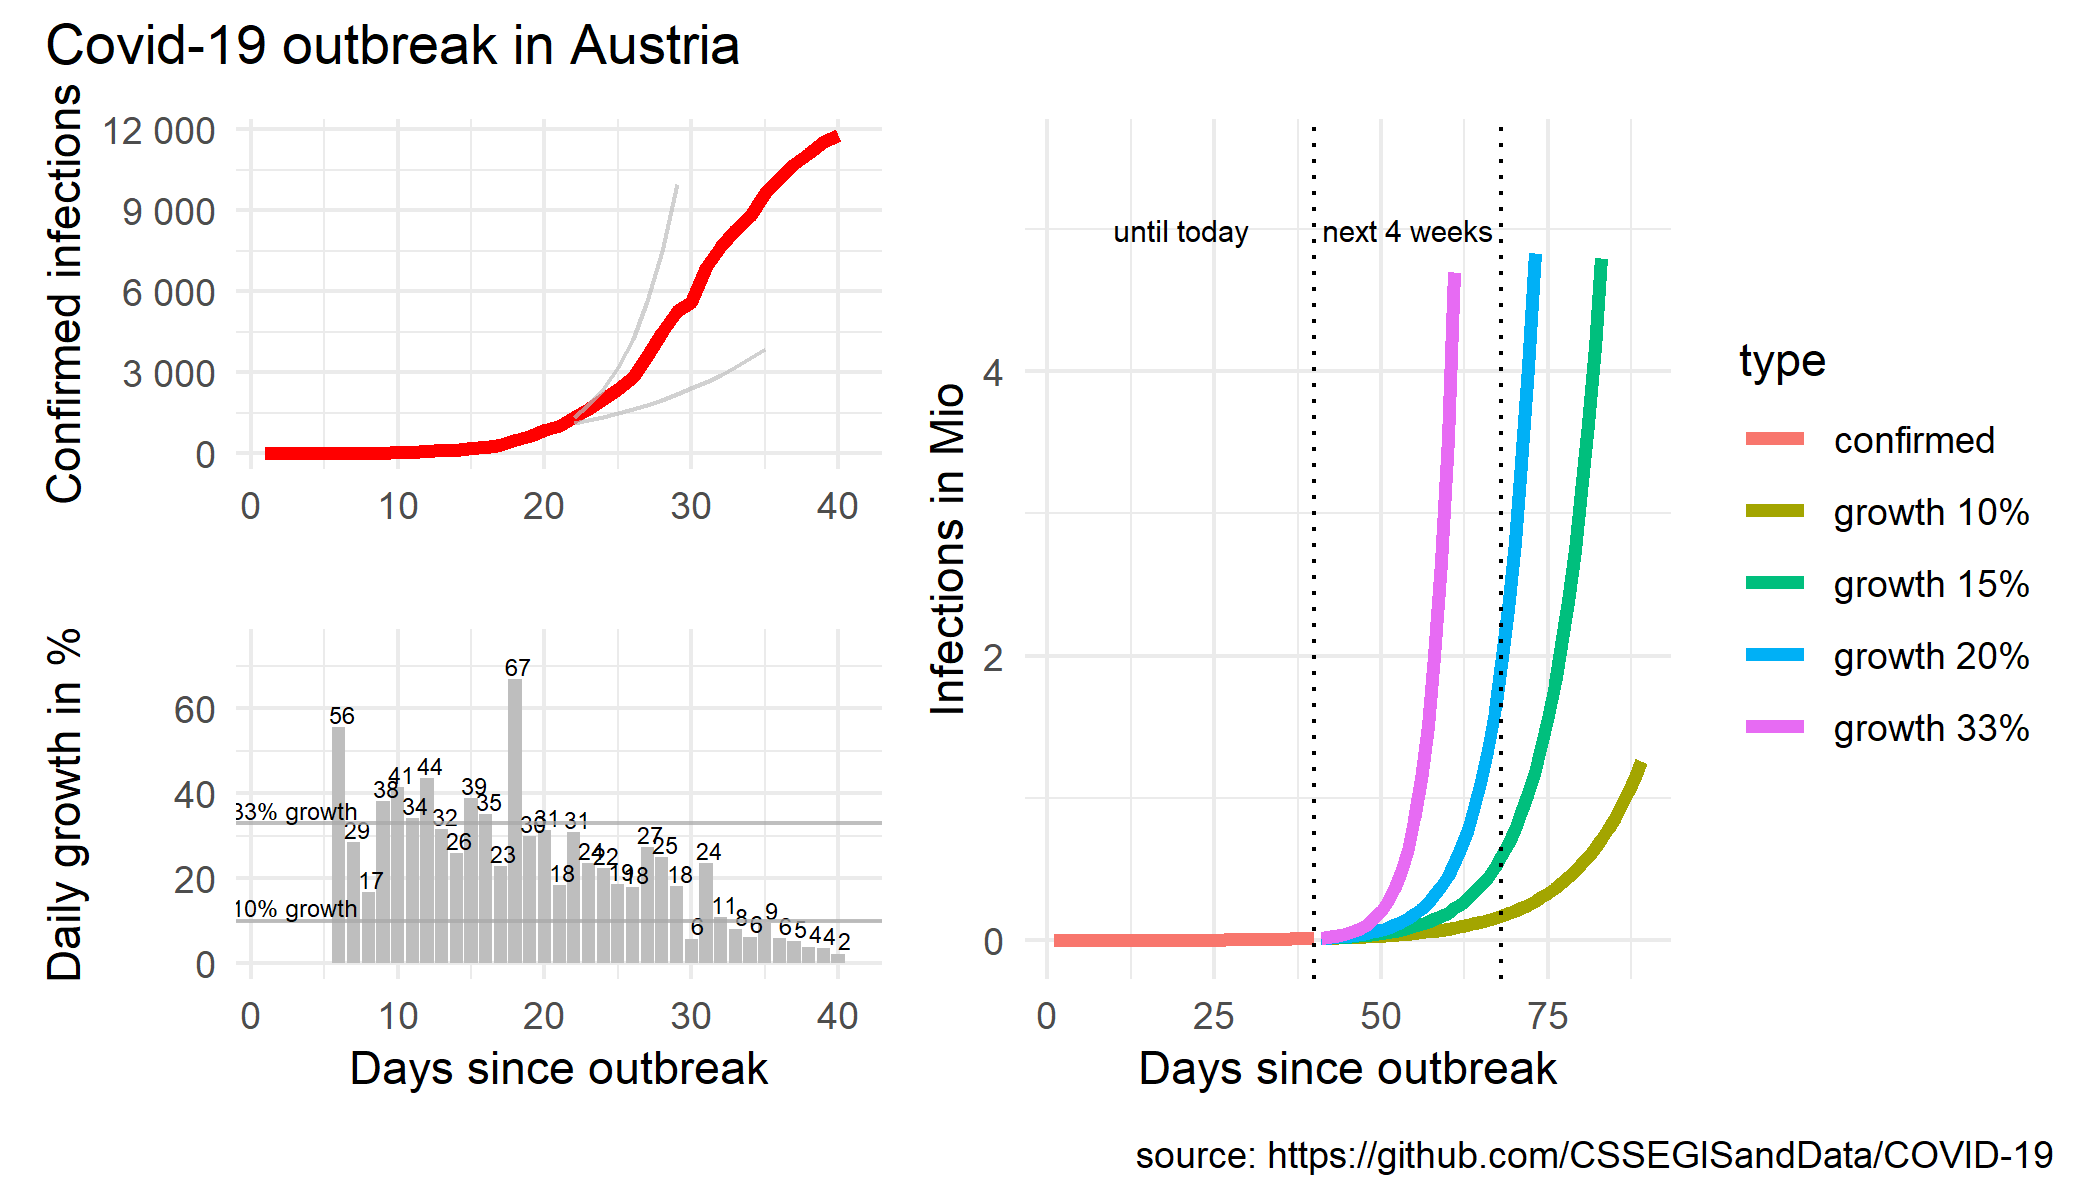 Covid-19 outbreak in Austria
Confirmed infections
12 000
9 000
6 000
3 000
0
0 10 20 30 40
Daily growth in %
60
40
20
0
33% growth
10% growth
56 29 17 38 41 34 44 32 26 39 35 23 67 30 31 18 31 24 22 19 18 27 25 18 6 24 11 8 6 9 6 5 4 4 2
0 10 20 30 40
Days since outbreak
Infections in Mio
4
2
0
until today
next 4 weeks
0 25 50 75
Days since outbreak
type
confirmed
growth 10%
growth 15%
growth 20%
growth 33%
source: https://github.com/CSSEGISandData/COVID-19